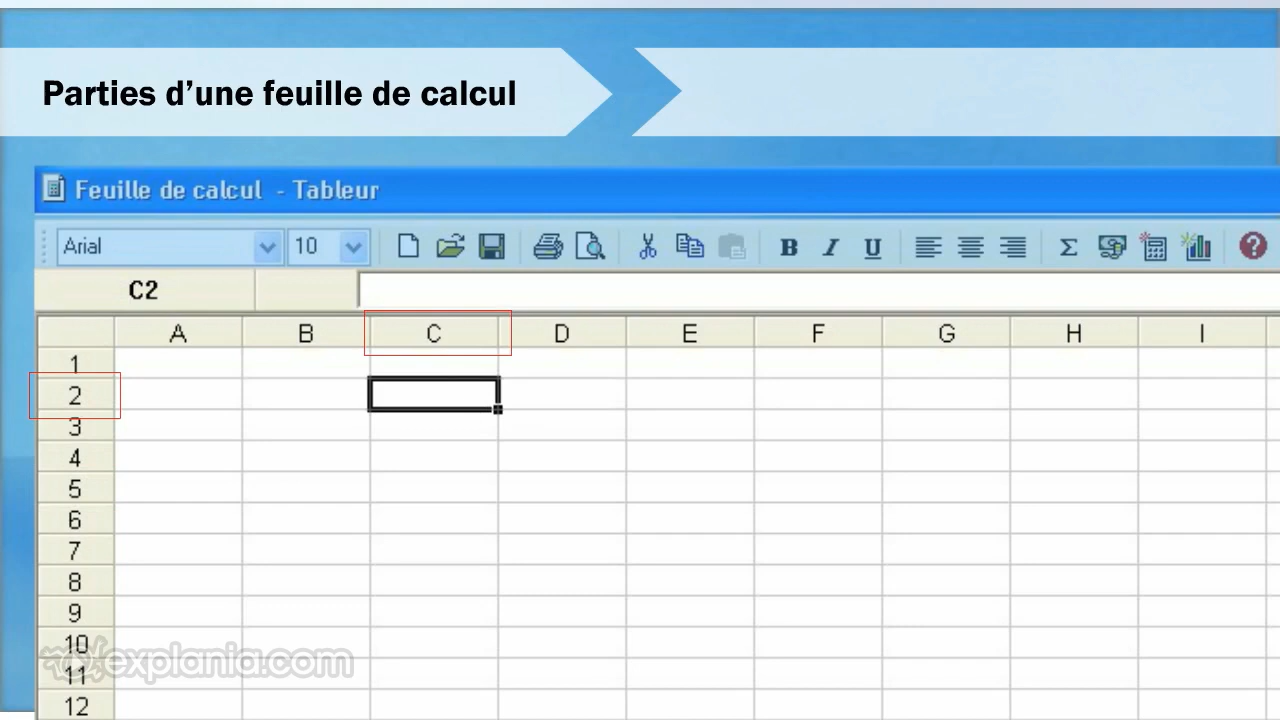 Parties d'une feuille de calcul
Feuille de calcul - Tableur
Arial 10 B I U Σ ?
C2
A B C D E F G H I
1
2
3
4
5
6
7
8
9
10
explania.com
11
12